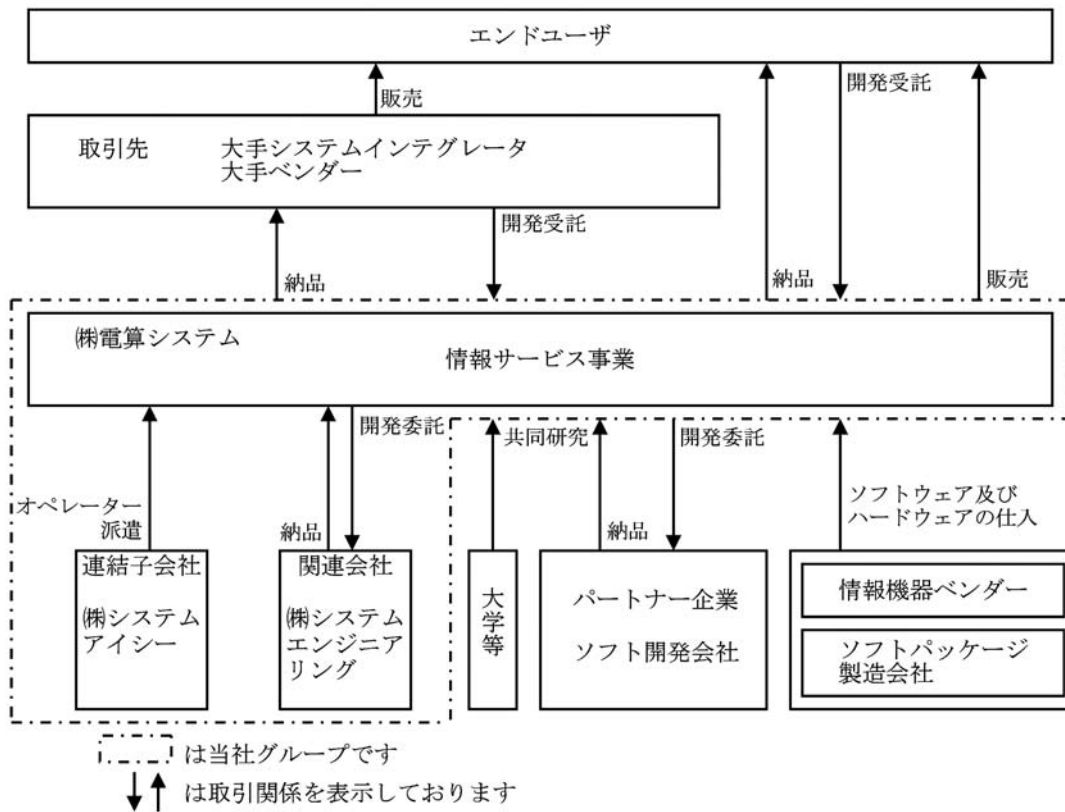 エンドユーザ
販売
開発受託
取引先 大手システムインテグレータ
大手ベンダー
開発受託
納品
納品
販売
㈱電算システム
情報サービス事業
開発委託
共同研究
開発委託
オペレーター
派遣
納品
納品
ソフトウェア及び
ハードウェアの仕入
連結子会社
㈱システム
アイシー
関連会社
㈱システム
エンジニア
リング
大学等
パートナー企業
ソフト開発会社
情報機器ベンダー
ソフトパッケージ
製造会社
は当社グループです
は取引関係を表示しております